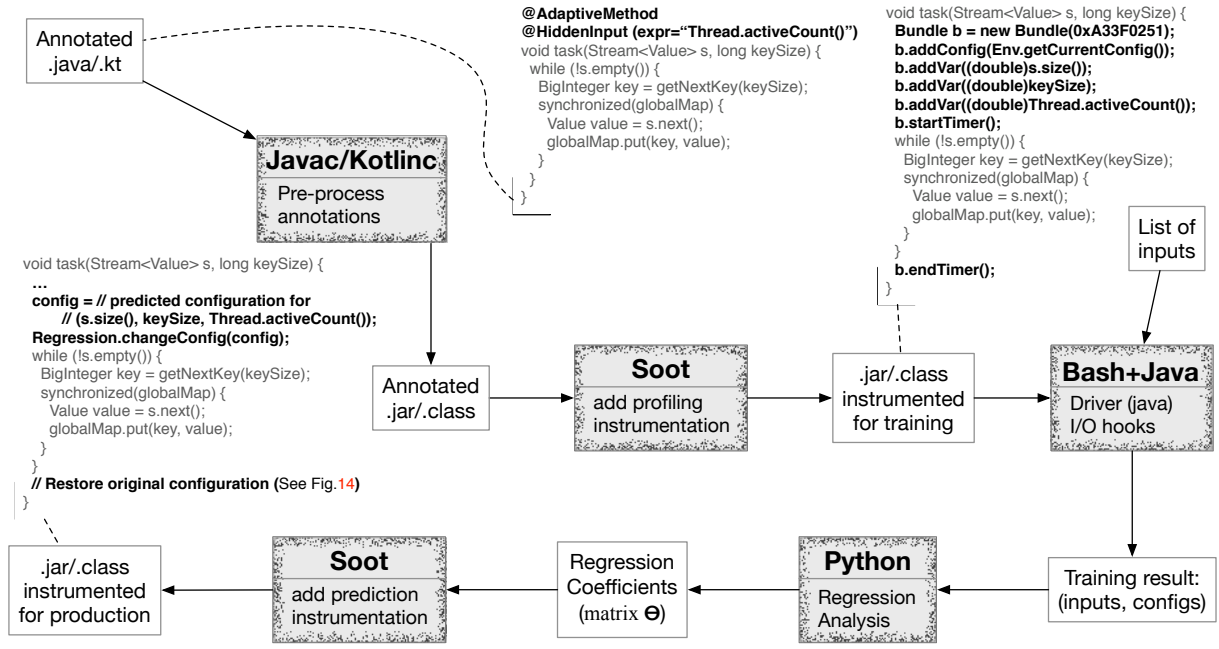 Annotated
.java/.kt
@AdaptiveMethod
@HiddenInput (expr=“Thread.activeCount()”)
void task(Stream<Value> s, long keySize) {
while (!s.empty()) {
BigInteger key = getNextKey(keySize);
synchronized(globalMap) {
Value value = s.next();
globalMap.put(key, value);
}
}
}
void task(Stream<Value> s, long keySize) {
Bundle b = new Bundle(0xA33F0251);
b.addConfig(Env.getCurrentConfig());
b.addVar((double)s.size());
b.addVar((double)keySize);
b.addVar((double)Thread.activeCount());
b.startTimer();
while (!s.empty()) {
BigInteger key = getNextKey(keySize);
synchronized(globalMap) {
Value value = s.next();
globalMap.put(key, value);
}
}
b.endTimer();
}
Javac/Kotlinc
Pre-process
annotations
List of
inputs
void task(Stream<Value> s, long keySize) {
...
config = // predicted configuration for
// (s.size(), keySize, Thread.activeCount());
Regression.changeConfig(config);
while (!s.empty()) {
BigInteger key = getNextKey(keySize);
synchronized(globalMap) {
Value value = s.next();
globalMap.put(key, value);
}
}
// Restore original configuration (See Fig.14)
}
Annotated
.jar/.class
Soot
add profiling
instrumentation
.jar/.class
instrumented
for training
Bash+Java
Driver (java)
I/O hooks
.jar/.class
instrumented
for production
Soot
add prediction
instrumentation
Regression
Coefficients
(matrix Θ)
Python
Regression
Analysis
Training result:
(inputs, configs)